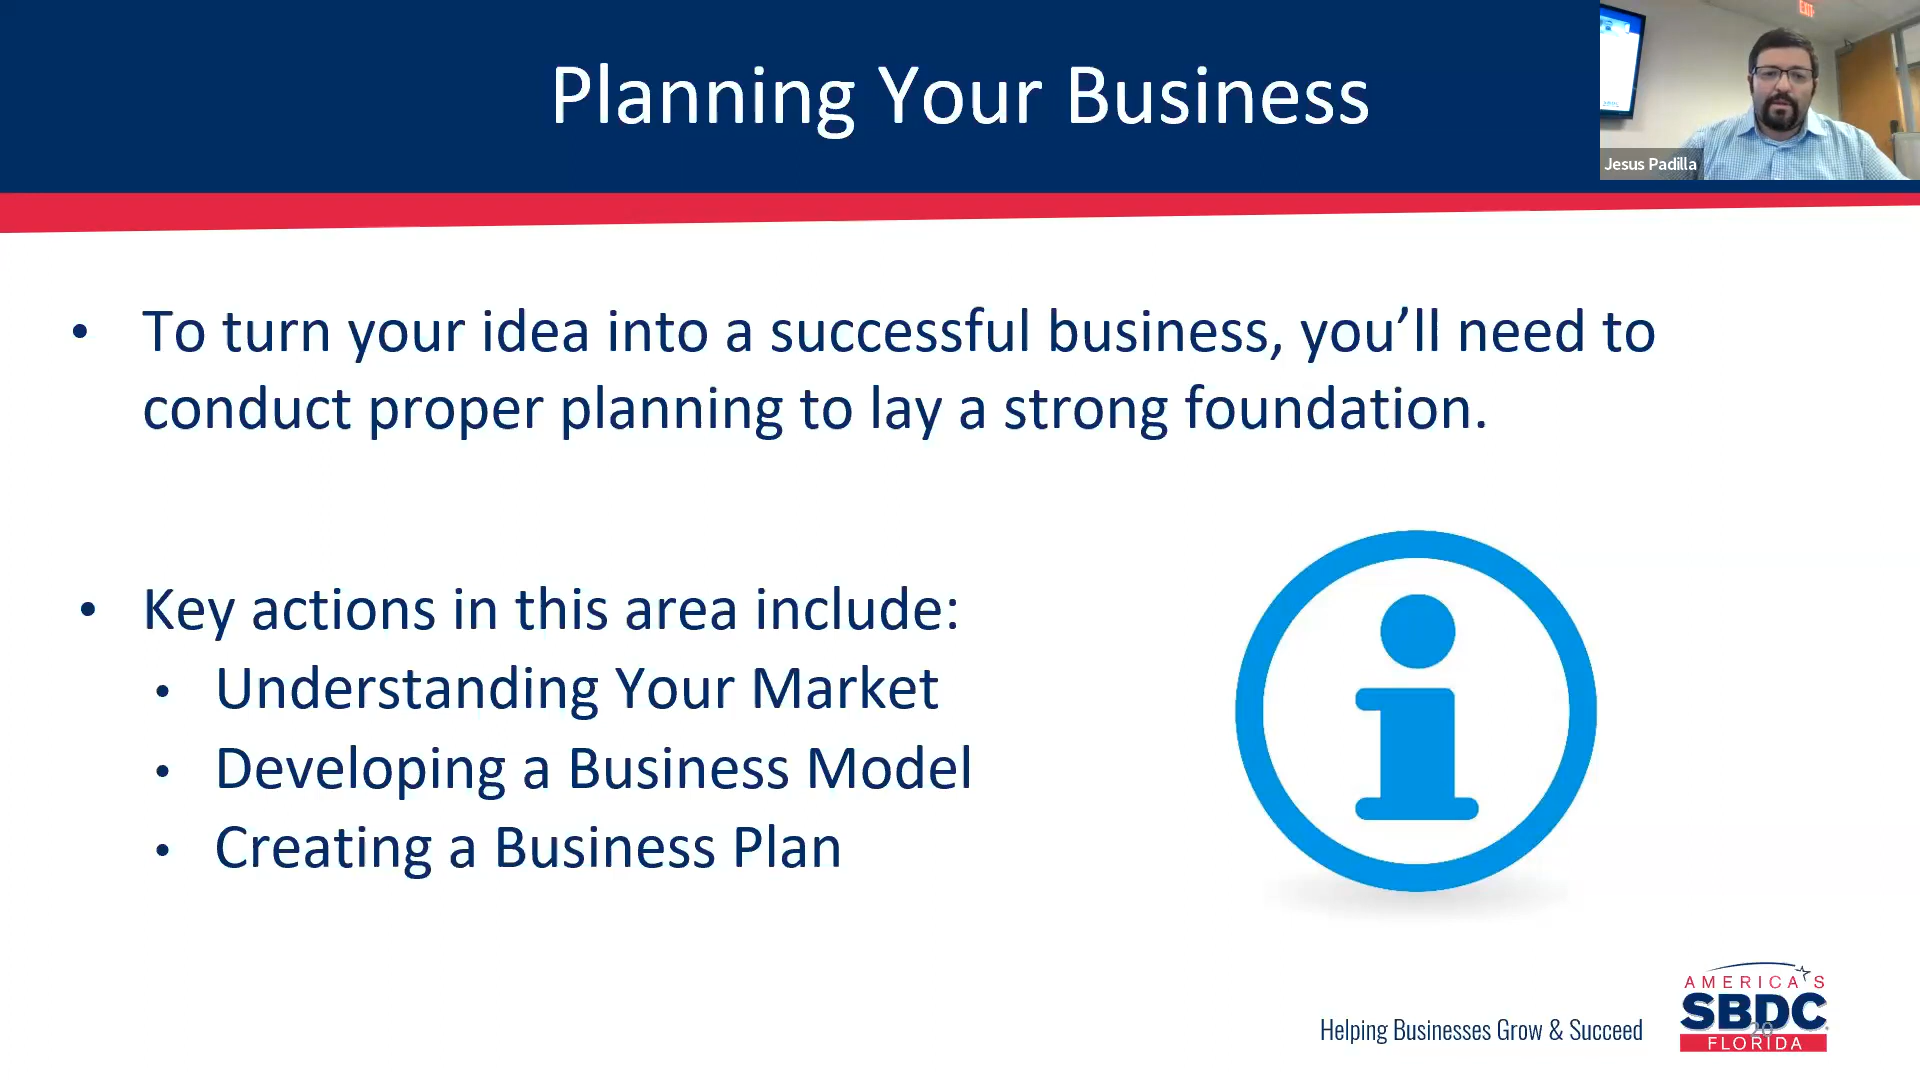 Planning Your Business
EXIT
Jesus Padilla
• To turn your idea into a successful business, you’ll need to
conduct proper planning to lay a strong foundation.
• Key actions in this area include:
• Understanding Your Market
• Developing a Business Model
• Creating a Business Plan
Helping Businesses Grow & Succeed
AMERICA'S
SBDC
20
FLORIDA